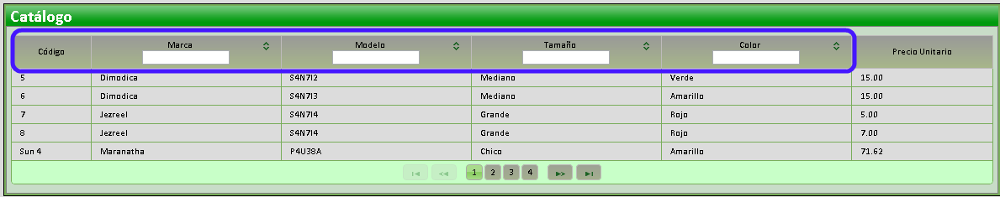 Catálogo
Código Marca Modelo Tamaño Color Precio Unitario
5 Dimodica S4N7I2 Mediano Verde 15.00
6 Dimodica S4N7I3 Mediano Amarillo 15.00
7 Jezreel S4N7I4 Grande Rojo 5.00
8 Jezreel S4N7I4 Grande Rojo 7.00
Sun 4 Maranatha P4U38A Chico Amarillo 71.62
1 2 3 4